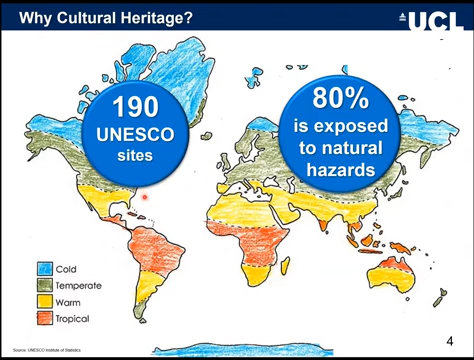 Why Cultural Heritage?
UCL
190
UNESCO
sites
80%
is exposed
to natural
hazards
Cold
Temperate
Warm
Tropical
Source: UNESCO Institute of Statistics
4